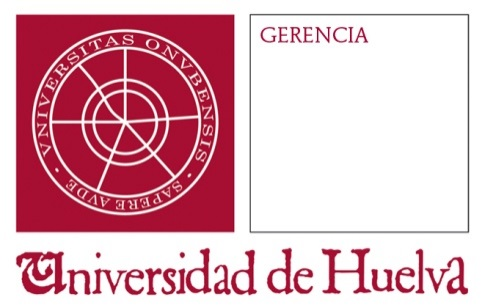 VNIVERSITAS ONVBENSIS · SAPERE AVDE ·
GERENCIA
Universidad de Huelva